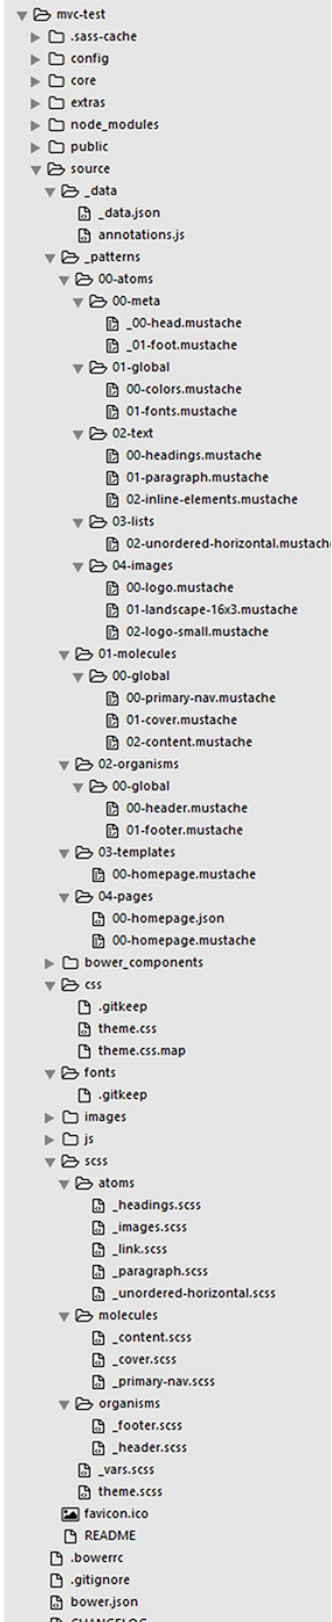 mvc-test
.sass-cache
config
core
extras
node_modules
public
source
_data
_data.json
annotations.js
_patterns
00-atoms
00-meta
_00-head.mustache
_01-foot.mustache
01-global
00-colors.mustache
01-fonts.mustache
02-text
00-headings.mustache
01-paragraph.mustache
02-inline-elements.mustache
03-lists
02-unordered-horizontal.mustache
04-images
00-logo.mustache
01-landscape-16x3.mustache
02-logo-small.mustache
01-molecules
00-global
00-primary-nav.mustache
01-cover.mustache
02-content.mustache
02-organisms
00-global
00-header.mustache
01-footer.mustache
03-templates
00-homepage.mustache
04-pages
00-homepage.json
00-homepage.mustache
bower_components
css
.gitkeep
theme.css
theme.css.map
fonts
.gitkeep
images
js
scss
atoms
_headings.scss
_images.scss
_link.scss
_paragraph.scss
_unordered-horizontal.scss
molecules
_content.scss
_cover.scss
_primary-nav.scss
organisms
_footer.scss
_header.scss
_vars.scss
theme.scss
favicon.ico
README
.bowerrc
.gitignore
bower.json
CHANGELOG